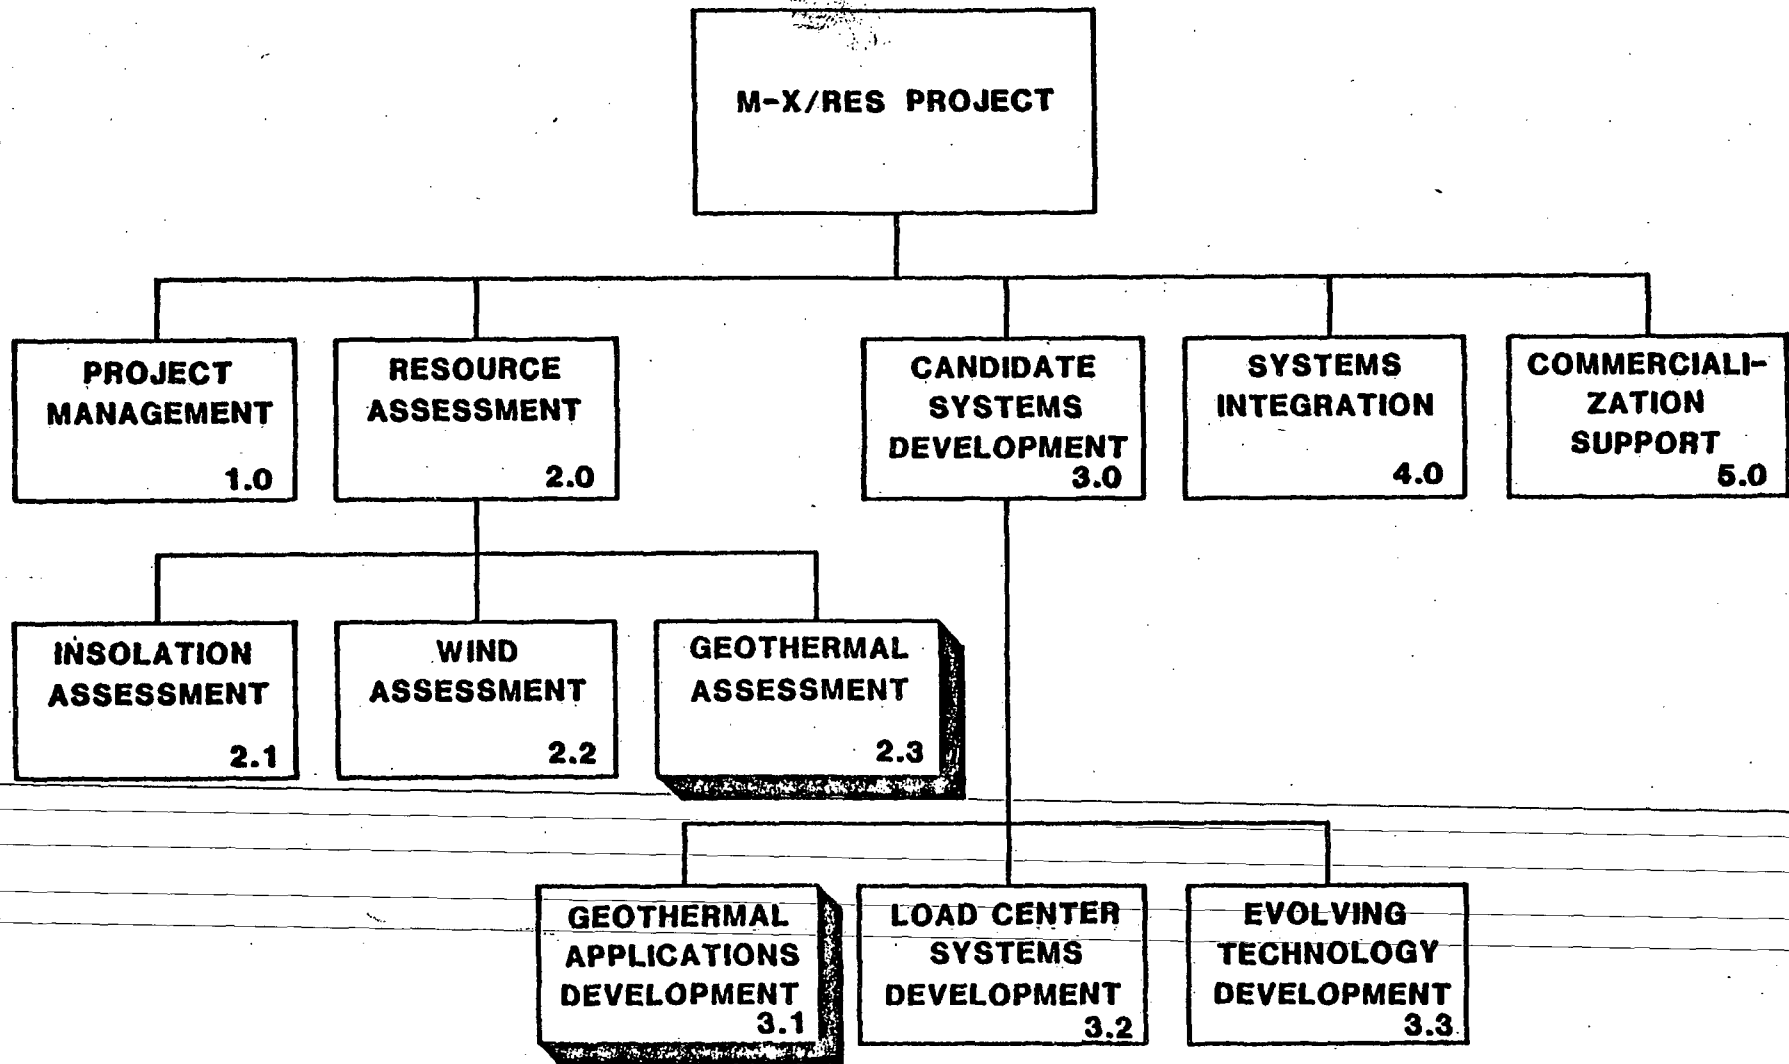 M-X/RES PROJECT
PROJECT
MANAGEMENT
1.0
RESOURCE
ASSESSMENT
2.0
CANDIDATE
SYSTEMS
DEVELOPMENT
3.0
SYSTEMS
INTEGRATION
4.0
COMMERCIALI-
ZATION
SUPPORT
5.0
INSOLATION
ASSESSMENT
2.1
WIND
ASSESSMENT
2.2
GEOTHERMAL
ASSESSMENT
2.3
GEOTHERMAL
APPLICATIONS
DEVELOPMENT
3.1
LOAD CENTER
SYSTEMS
DEVELOPMENT
3.2
EVOLVING
TECHNOLOGY
DEVELOPMENT
3.3